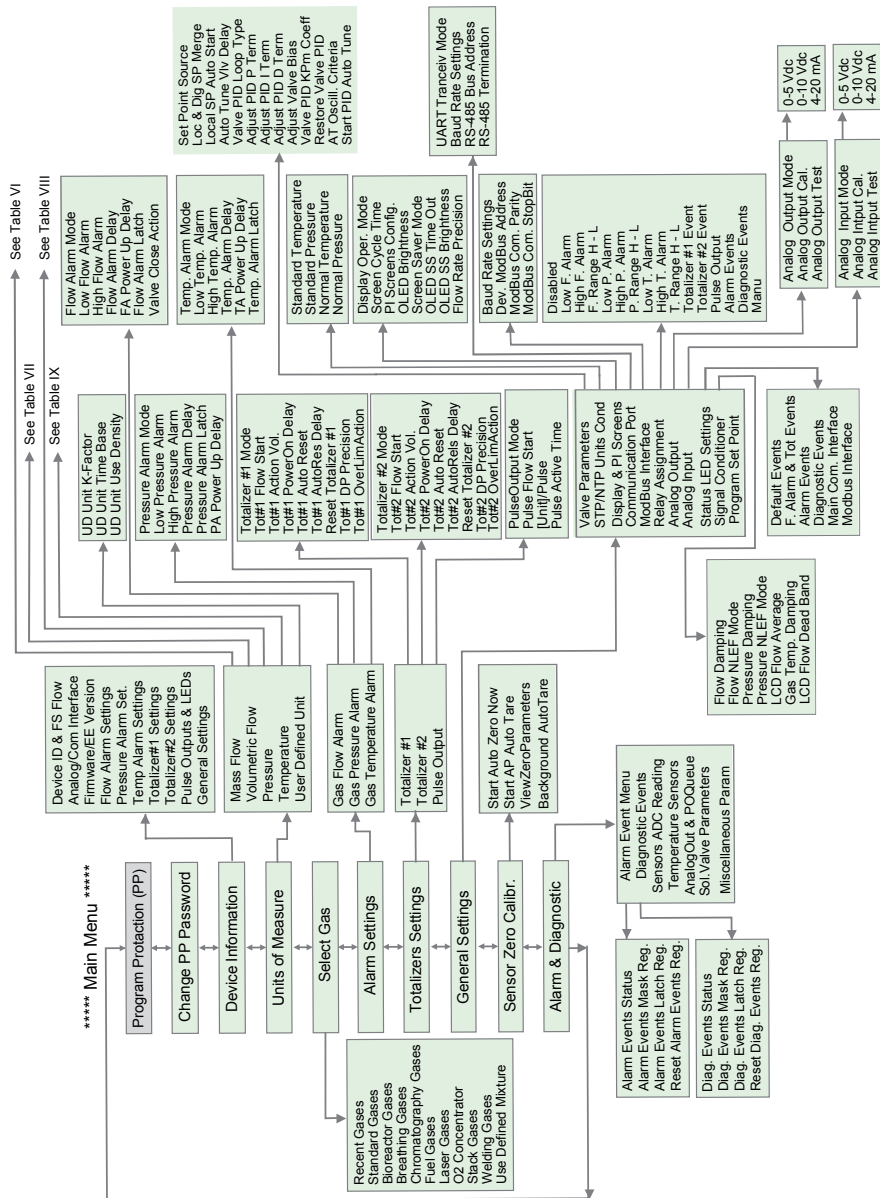 ***** Main Menu *****
Program Protaction (PP)
Change PP Password
Device Information
Units of Measure
Select Gas
Alarm Settings
Totalizers Settings
General Settings
Sensor Zero Calibr.
Alarm & Diagnostic
Recent Gases
Standard Gases
Bioreactor Gases
Breathing Gases
Chromatography Gases
Fuel Gases
Laser Gases
O2 Concentrator
Stack Gases
Welding Gases
Use Defined Mixture
Alarm Events Status
Alarm Events Mask Reg.
Alarm Events Latch Reg.
Reset Alarm Events Reg.
Diag. Events Status
Diag. Events Mask Reg.
Diag. Events Latch Reg.
Reset Diag. Events Reg.
Device ID & FS Flow
Analog/Com Interface
Firmware/EE Version
Flow Alarm Settings
Pressure Alarm Set.
Temp Alarm Settings
Totalizer#1 Settings
Totalizer#2 Settings
Pulse Outputs & LEDs
General Settings
Mass Flow
Volumetric Flow
Pressure
Temperature
User Defined Unit
Gas Flow Alarm
Gas Pressure Alarm
Gas Temperature Alarm
Totalizer #1
Totalizer #2
Pulse Output
Start Auto Zero Now
Start AP Auto Tare
ViewZeroParameters
Background AutoTare
Alarm Event Menu
Diagnostic Events
Sensors ADC Reading
Temperature Sensors
AnalogOut & POQueue
Sol.Valve Parameters
Miscellaneous Param
See Table VI
See Table VIII
See Table VII
See Table IX
UD Unit K-Factor
UD Unit Time Base
UD Unit Use Density
Flow Alarm Mode
Low Flow Alarm
High Flow Alarm
Flow Alarm Delay
FA Power Up Delay
Flow Alarm Latch
Valve Close Action
Pressure Alarm Mode
Low Pressure Alarm
High Pressure Alarm
Pressure Alarm Delay
Pressure Alarm Latch
PA Power Up Delay
Temp. Alarm Mode
Low Temp. Alarm
High Temp. Alarm
Temp. Alarm Delay
TA Power Up Delay
Temp. Alarm Latch
Totalizer #1 Mode
Tot#1 Flow Start
Tot#1 Action Vol.
Tot#1 PowerOn Delay
Tot#1 Auto Reset
Tot#1 AutoRes Delay
Reset Totalizer #1
Tot#1 DP Precision
Tot#1 OverLimAction
Totalizer #2 Mode
Tot#2 Flow Start
Tot#2 Action Vol.
Tot#2 PowerOn Delay
Tot#2 Auto Reset
Tot#2 AutoRels Delay
Reset Totalizer #2
Tot#2 DP Precision
Tot#2 OverLimAction
PulseOutput Mode
Pulse Flow Start
[Unit]/Pulse
Pulse Active Time
Valve Parameters
STP/NTP Units Cond
Display & PI Screens
Communication Port
ModBus Interface
Relay Assignment
Analog Output
Analog Input
Status LED Settings
Signal Conditioner
Program Set Point
Set Point Source
Loc & Dig SP Merge
Local SP Auto Start
Auto Tune Vlv Delay
Valve PID Loop Type
Adjust PID P Term
Adjust PID I Term
Adjust PID D Term
Adjust Valve Bias
Valve PID KPm Coeff
Restore Valve PID
AT Oscill. Criteria
Start PID Auto Tune
Standard Temperature
Standard Pressure
Normal Temperature
Normal Pressure
Display Oper. Mode
Screen Cycle Time
PI Screens Config.
OLED Brightness
Screen Saver Mode
OLED SS Time Out
OLED SS Brightness
Flow Rate Precision
UART Tranceiv Mode
Baud Rate Settings
RS-485 Bus Address
RS-485 Termination
Baud Rate Settings
Dev. ModBus Address
ModBus Com. Parity
ModBus Com. StopBit
Disabled
Low F. Alarm
High F. Alarm
F. Range H - L
Low P. Alarm
High P. Alarm
P. Range H - L
Low T. Alarm
High T. Alarm
T. Range H - L
Totalizer #1 Event
Totalizer #2 Event
Pulse Output
Alarm Events
Diagnostic Events
Manu
Analog Output Mode
Analog Output Cal.
Analog Output Test
0-5 Vdc
0-10 Vdc
4-20 mA
Analog Input Mode
Analog Intput Cal.
Analog Intput Test
0-5 Vdc
0-10 Vdc
4-20 mA
Default Events
F. Alarm & Tot Events
Alarm Events
Diagnostic Events
Main Com. Interface
Modbus Interface
Flow Damping
Flow NLEF Mode
Pressure Damping
Pressure NLEF Mode
LCD Flow Average
Gas Temp. Damping
LCD Flow Dead Band